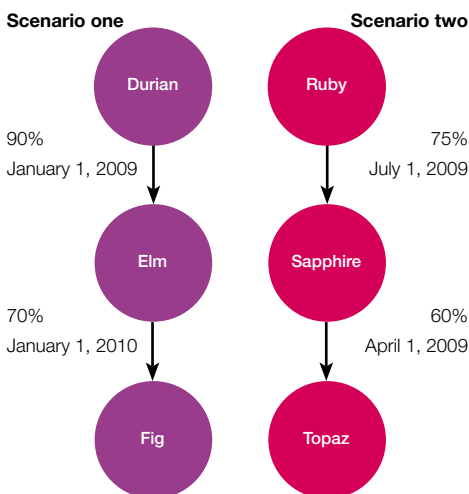 Scenario one
Scenario two
Durian
Ruby
90%
January 1, 2009
75%
July 1, 2009
Elm
Sapphire
70%
January 1, 2010
60%
April 1, 2009
Fig
Topaz